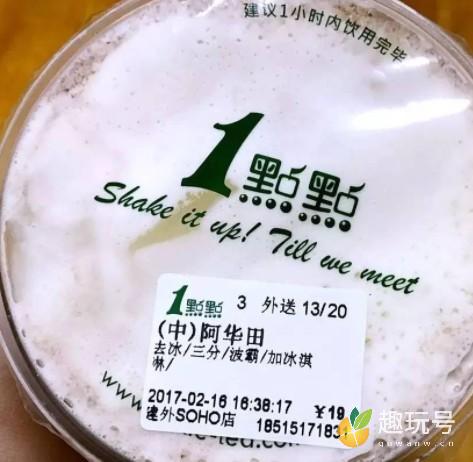 建议1小时内饮用完毕
1點點
Shake it up! Till we meet
1點點 3 外送 13/20
(中)阿华田
去冰/三分/波霸/加冰淇
淋/
2017-02-16 16:38:17 ¥19
建外SOHO店 1851517183
趣玩号
quwanw.cn